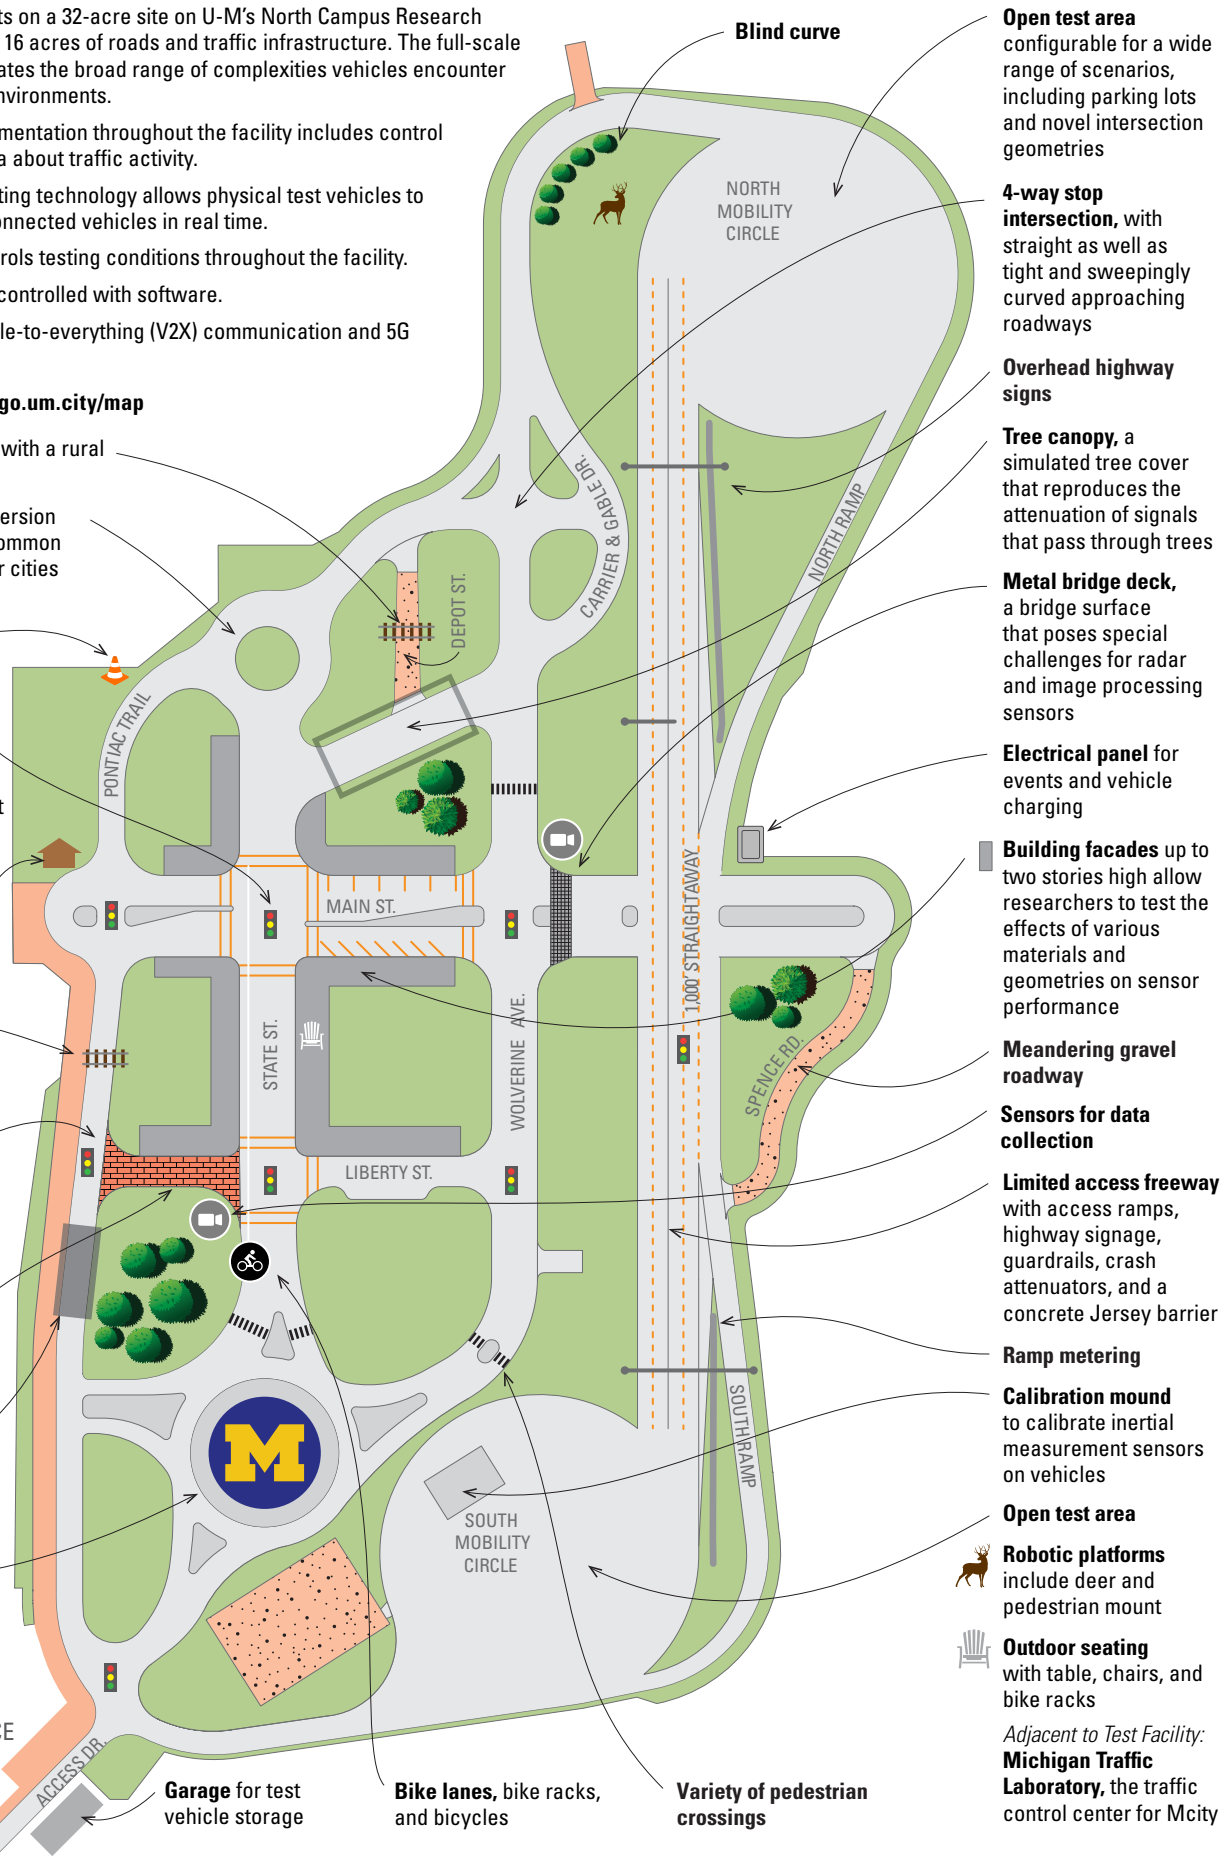 ts on a 32-acre site on U-M’s North Campus Research
16 acres of roads and traffic infrastructure. The full-scale
ates the broad range of complexities vehicles encounter
nvironments.
mentation throughout the facility includes control
a about traffic activity.
ting technology allows physical test vehicles to
onnected vehicles in real time.
rols testing conditions throughout the facility.
controlled with software.
le-to-everything (V2X) communication and 5G
go.um.city/map
with a rural
ersion
ommon
r cities
t
CE
Blind curve
Open test area
configurable for a wide
range of scenarios,
including parking lots
and novel intersection
geometries
4-way stop
intersection, with
straight as well as
tight and sweepingly
curved approaching
roadways
Overhead highway
signs
Tree canopy, a
simulated tree cover
that reproduces the
attenuation of signals
that pass through trees
Metal bridge deck,
a bridge surface
that poses special
challenges for radar
and image processing
sensors
Electrical panel for
events and vehicle
charging
Building facades up to
two stories high allow
researchers to test the
effects of various
materials and
geometries on sensor
performance
Meandering gravel
roadway
Sensors for data
collection
Limited access freeway
with access ramps,
highway signage,
guardrails, crash
attenuators, and a
concrete Jersey barrier
Ramp metering
Calibration mound
to calibrate inertial
measurement sensors
on vehicles
Open test area
Robotic platforms
include deer and
pedestrian mount
Outdoor seating
with table, chairs, and
bike racks
Adjacent to Test Facility:
Michigan Traffic
Laboratory, the traffic
control center for Mcity
NORTH
MOBILITY
CIRCLE
CARRIER & GABLE DR.
NORTH RAMP
DEPOT ST.
PONTIAC TRAIL
MAIN ST.
1,000' STRAIGHTAWAY
STATE ST.
WOLVERINE AVE.
SPENCE RD.
LIBERTY ST.
SOUTH RAMP
M
SOUTH
MOBILITY
CIRCLE
ACCESS DR.
Garage for test
vehicle storage
Bike lanes, bike racks,
and bicycles
Variety of pedestrian
crossings